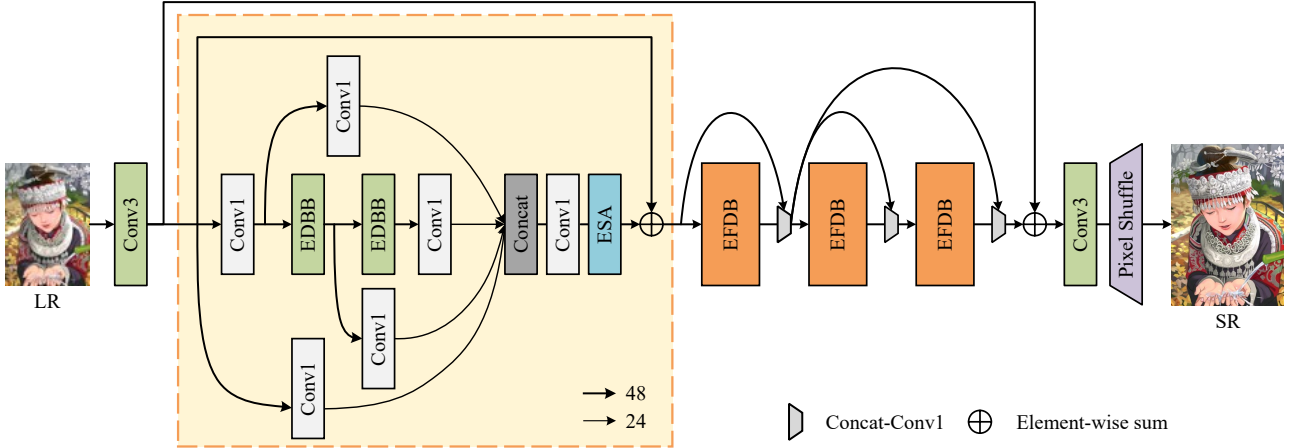 LR
Conv3
Conv1
Conv1
EDBB
EDBB
Conv1
Conv1
Conv1
Concat
Conv1
ESA
48
24
EFDB
EFDB
EFDB
Conv3
Pixel Shuffle
SR
Concat-Conv1
Element-wise sum